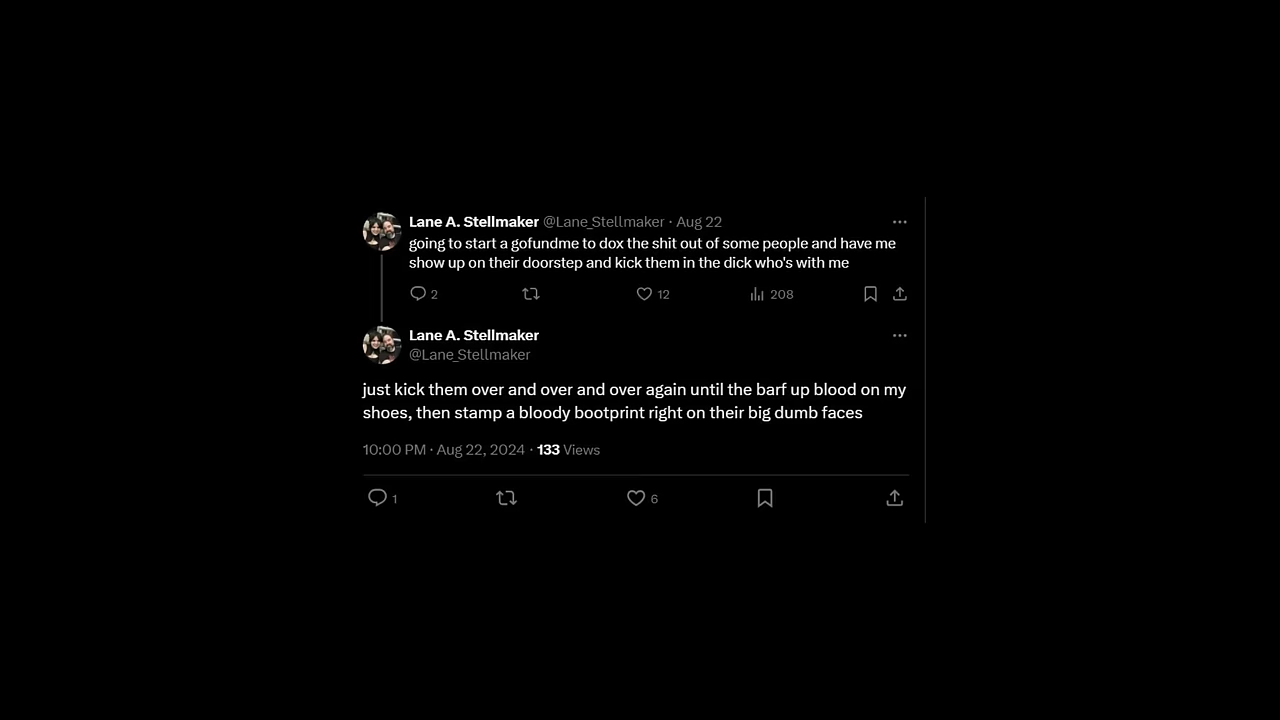 Lane A. Stellmaker @Lane_Stellmaker · Aug 22
going to start a gofundme to dox the shit out of some people and have me
show up on their doorstep and kick them in the dick who's with me
2 12 208
Lane A. Stellmaker
@Lane_Stellmaker
just kick them over and over and over again until the barf up blood on my
shoes, then stamp a bloody bootprint right on their big dumb faces
10:00 PM · Aug 22, 2024 · 133 Views
1 6